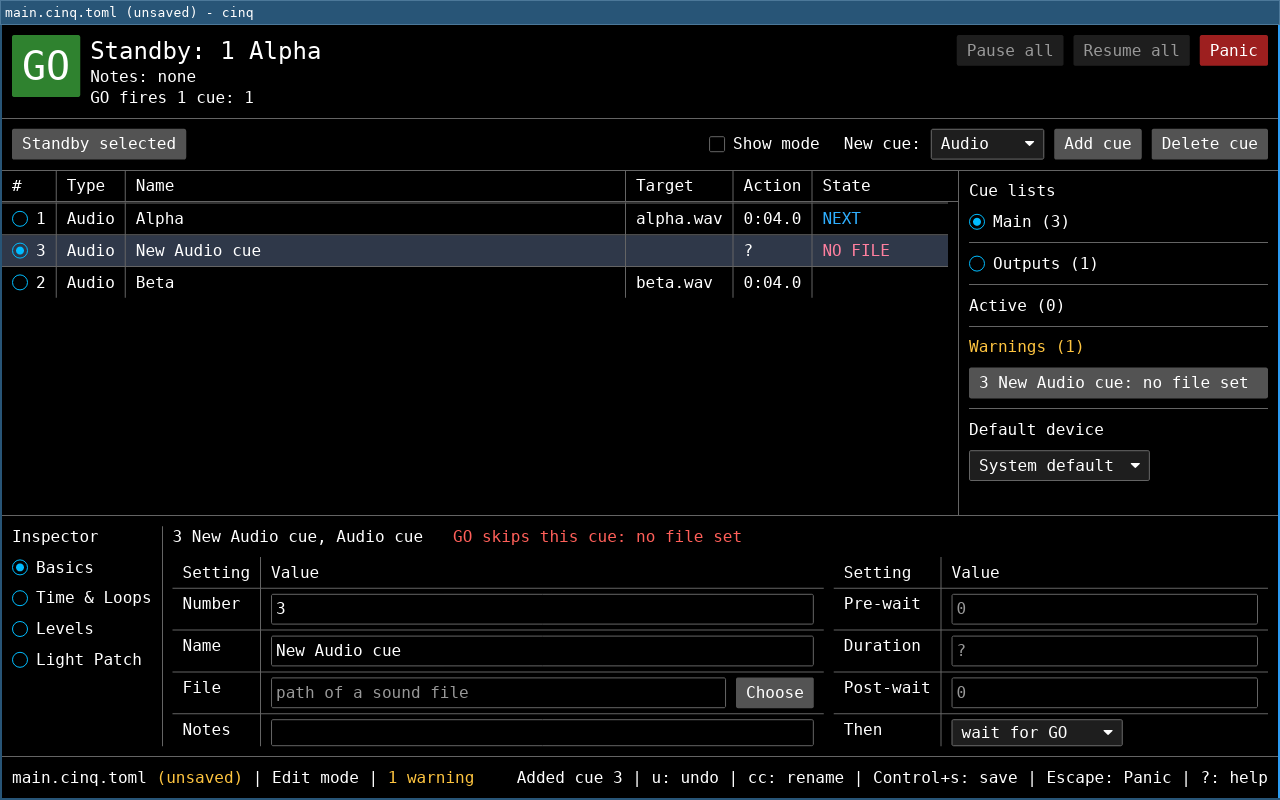 main.cinq.toml (unsaved) - cinq
GO
Standby: 1 Alpha
Notes: none
GO fires 1 cue: 1
Pause all
Resume all
Panic
Standby selected
Show mode
New cue:
Audio
Add cue
Delete cue
# Type Name Target Action State
1 Audio Alpha alpha.wav 0:04.0 NEXT
3 Audio New Audio cue ? NO FILE
2 Audio Beta beta.wav 0:04.0
Cue lists
Main (3)
Outputs (1)
Active (0)
Warnings (1)
3 New Audio cue: no file set
Default device
System default
Inspector
Basics
Time & Loops
Levels
Light Patch
3 New Audio cue, Audio cue GO skips this cue: no file set
Setting Value
Number 3
Name New Audio cue
File path of a sound file Choose
Notes
Setting Value
Pre-wait 0
Duration ?
Post-wait 0
Then wait for GO
main.cinq.toml (unsaved) | Edit mode | 1 warning
Added cue 3 | u: undo | cc: rename | Control+s: save | Escape: Panic | ?: help